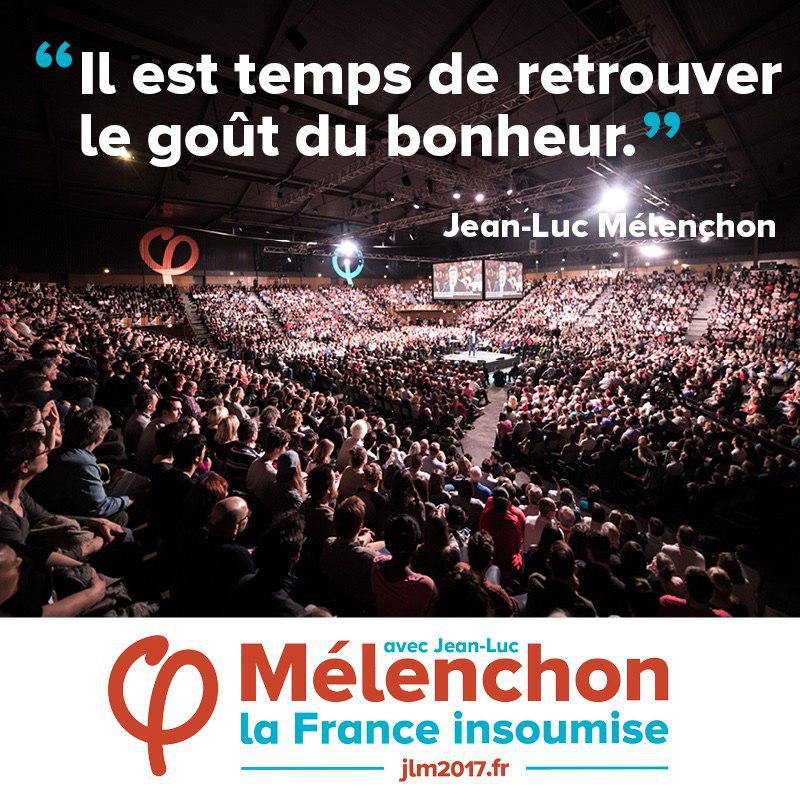 “Il est temps de retrouver
le goût du bonheur.”
Jean-Luc Mélenchon
avec Jean-Luc
Mélenchon
la France insoumise
jlm2017.fr